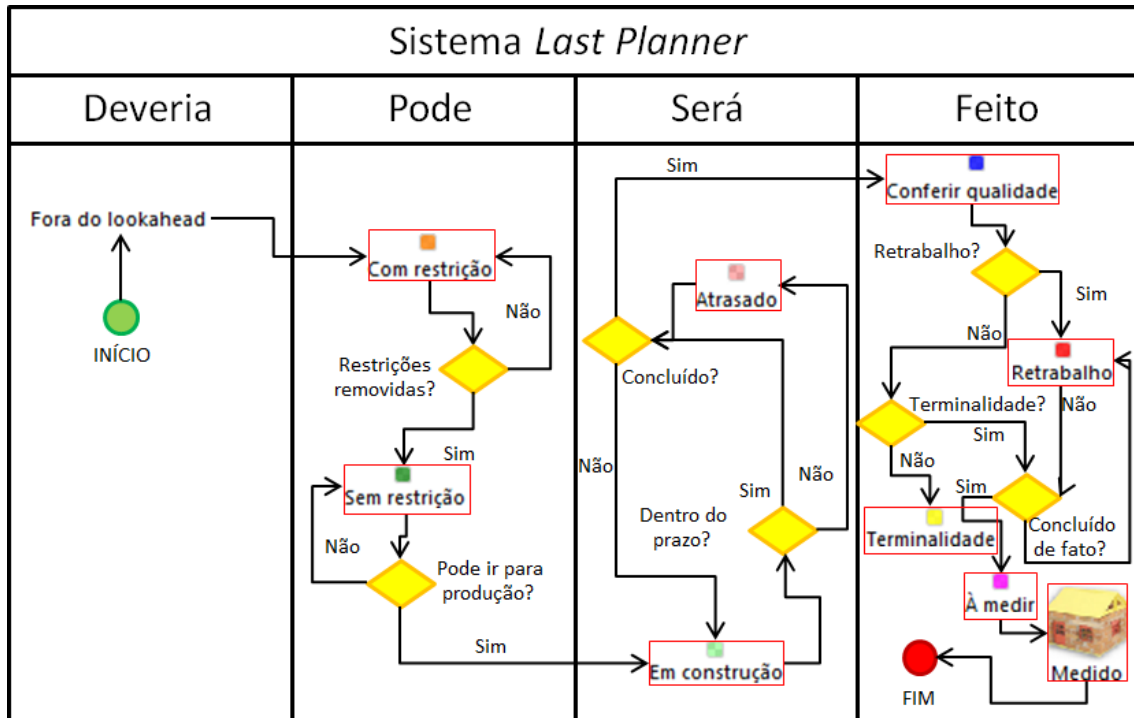 Sistema Last Planner
Deveria
Pode
Será
Feito
Fora do lookahead
INÍCIO
Com restrição
Não
Restrições
removidas?
Sim
Sem restrição
Não
Pode ir para
produção?
Sim
Sim
Atrasado
Concluído?
Não
Sim
Não
Dentro do
prazo?
Em construção
Conferir qualidade
Retrabalho?
Sim
Não
Retrabalho
Terminalidade?
Não
Sim
Não
Sim
Terminalidade
Concluído
de fato?
À medir
Medido
FIM